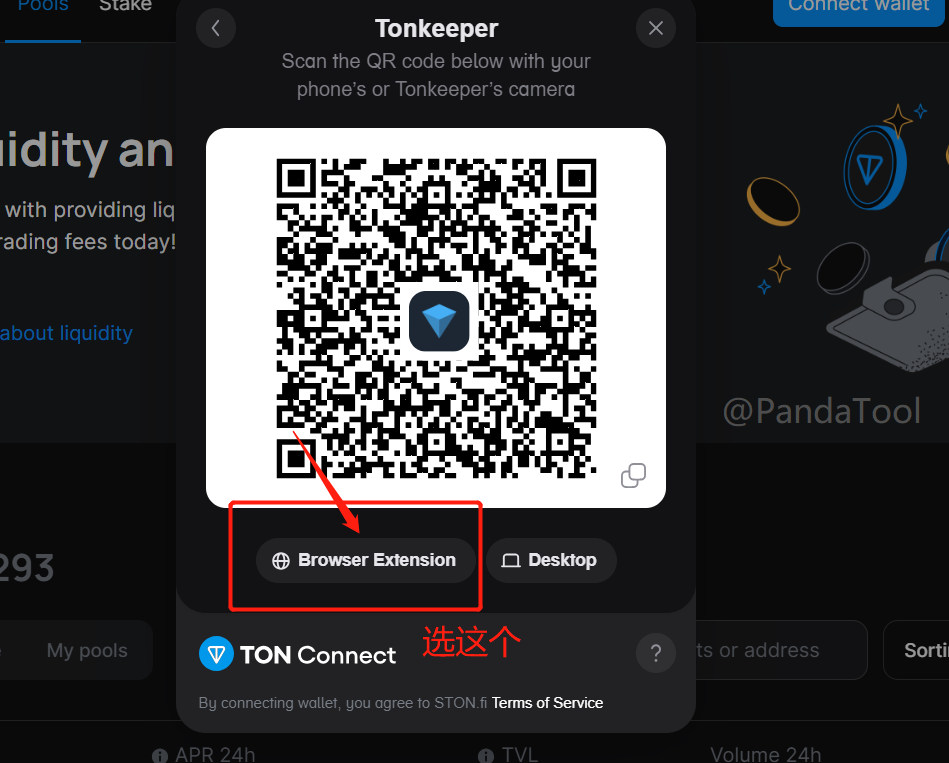 Pools Stake
Connect Wallet
Tonkeeper
Scan the QR code below with your
phone's or Tonkeeper's camera
uidity an
with providing liq
rading fees today!
about liquidity
@PandaTool
Browser Extension
Desktop
293
选这个
My pools
TON Connect
?
ts or address
Sorti
By connecting wallet, you agree to STON.fi Terms of Service
APR 24h
TVL
Volume 24h